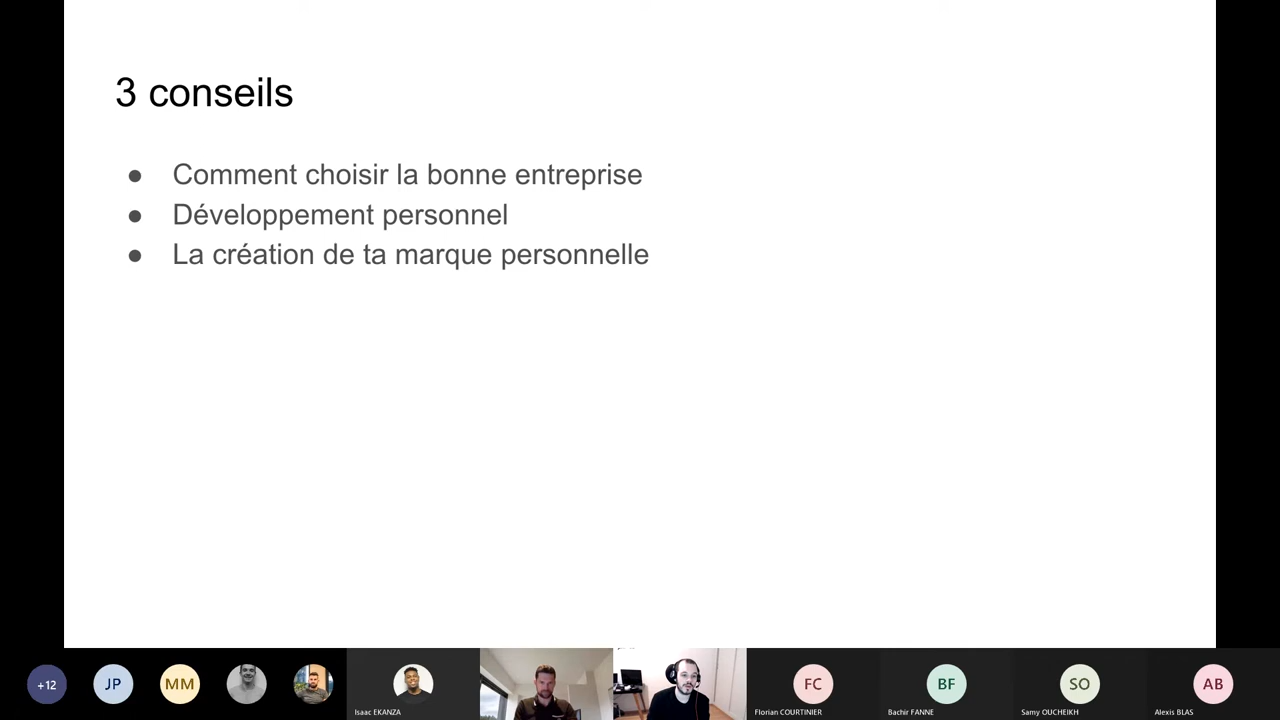 3 conseils
● Comment choisir la bonne entreprise
● Développement personnel
● La création de ta marque personnelle
+12
JP
MM
Isaac EKANZA
FC
Florian COURTINIER
BF
Bachir FANNE
SO
Samy OUCHEIKH
AB
Alexis BLAS